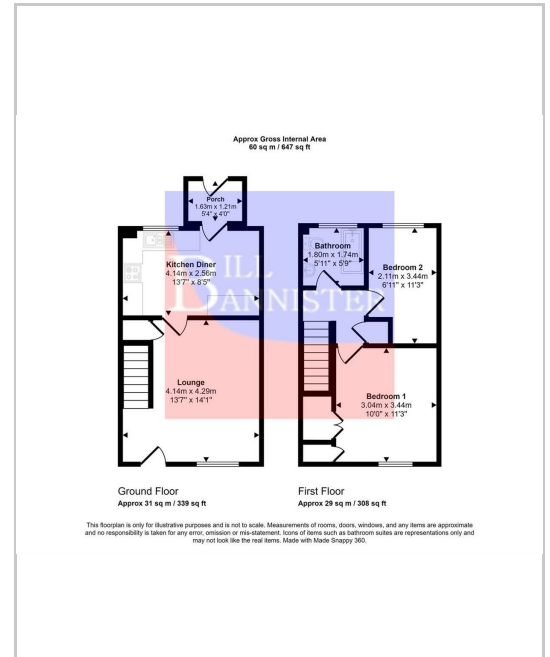 Approx Gross Internal Area
60 sq m / 647 sq ft
Porch
1.63m x 1.21m
5'4" x 4'0"
Kitchen Diner
4.14m x 2.56m
13'7" x 8'5"
Lounge
4.14m x 4.29m
13'7" x 14'1"
Bathroom
1.80m x 1.74m
5'11" x 5'9"
Bedroom 2
2.11m x 3.44m
6'11" x 11'3"
Bedroom 1
3.04m x 3.44m
10'0" x 11'3"
BILL
BANNISTER
Ground Floor
Approx 31 sq m / 339 sq ft
First Floor
Approx 29 sq m / 308 sq ft
This floorplan is only for illustrative purposes and is not to scale. Measurements of rooms, doors, windows, and any items are approximate
and no responsibility is taken for any error, omission or mis-statement. Icons of items such as bathroom suites are representations only and
may not look like the real items. Made with Made Snappy 360.